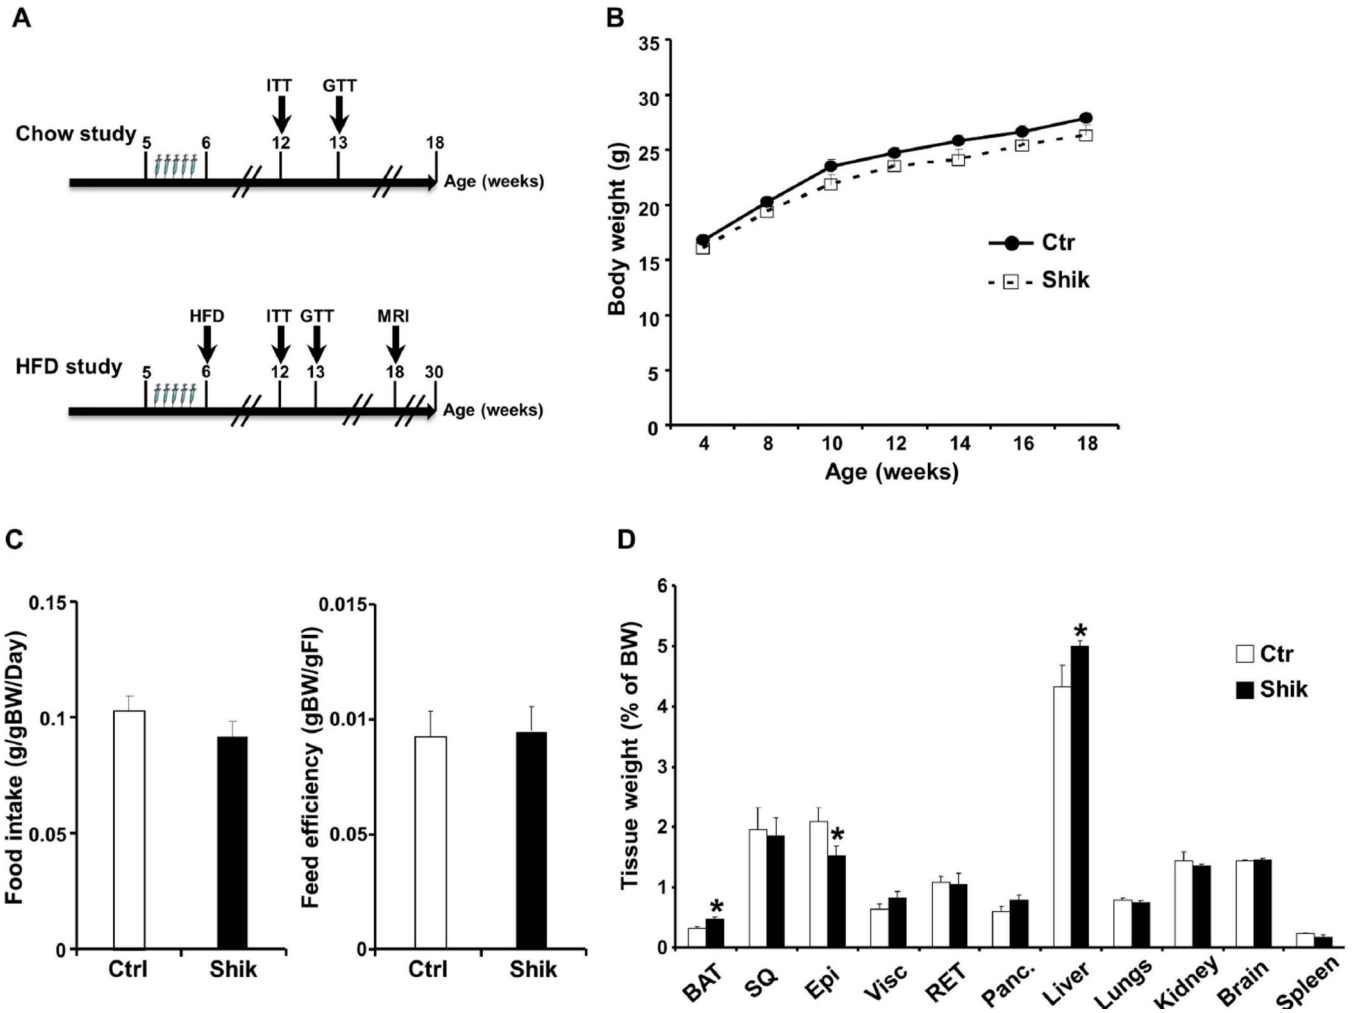 A
ITT GTT
Chow study
5 6 12 13 18
Age (weeks)
HFD ITT GTT MRI
HFD study
5 6 12 13 18 30
Age (weeks)
B
Body weight (g)
35
30
25
20
15
10
5
0
4 8 10 12 14 16 18
Age (weeks)
Ctr
Shik
C
Food intake (g/gBW/Day)
0.15
0.1
0.05
0
Ctrl Shik
Feed efficiency (gBW/gFI)
0.015
0.01
0.05
0
Ctrl Shik
D
Tissue weight (% of BW)
6
5
4
3
2
1
0
*
*
*
Ctr
Shik
BAT SQ Epi Visc RET Panc. Liver Lungs Kidney Brain Spleen